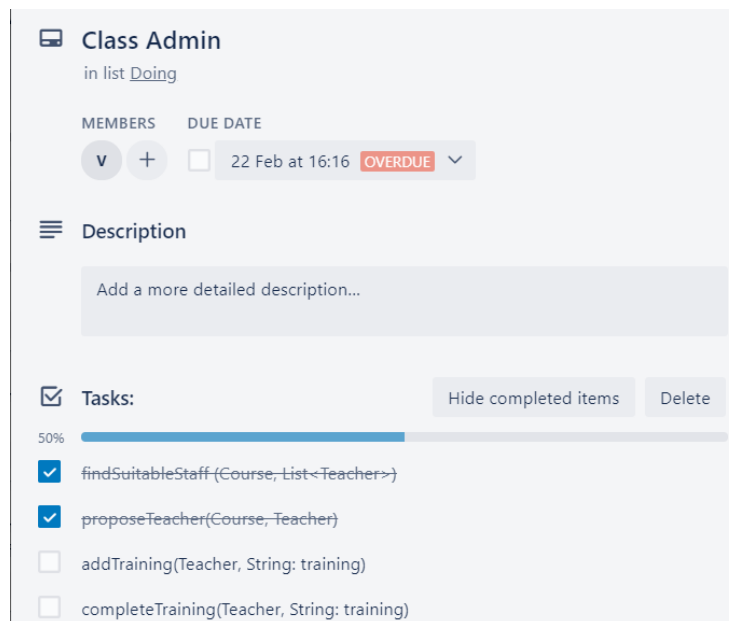 Class Admin
in list Doing
MEMBERS DUE DATE
V + 22 Feb at 16:16 OVERDUE
Description
Add a more detailed description...
Tasks: Hide completed items Delete
50%
findSuitableStaff (Course, List<Teacher>)
proposeTeacher(Course, Teacher)
addTraining(Teacher, String: training)
completeTraining(Teacher, String: training)